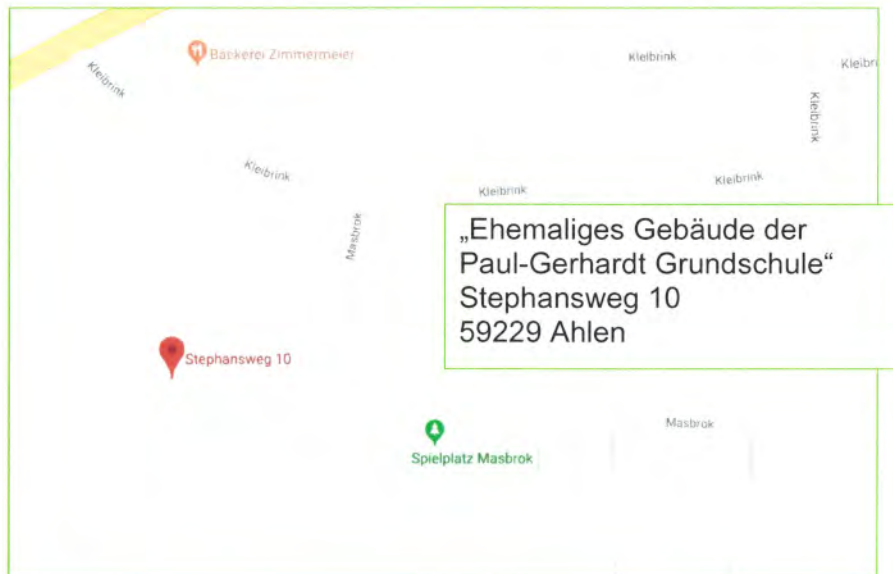 Bäckerei Zimmermeier
Kleibrink
Kleibrink
Kleibrink
Kleibrink
Kleibrink
Kleibrink
Kleibrink
Masbrok
„Ehemaliges Gebäude der
Paul-Gerhardt Grundschule“
Stephansweg 10
59229 Ahlen
Stephansweg 10
Masbrok
Spielplatz Masbrok